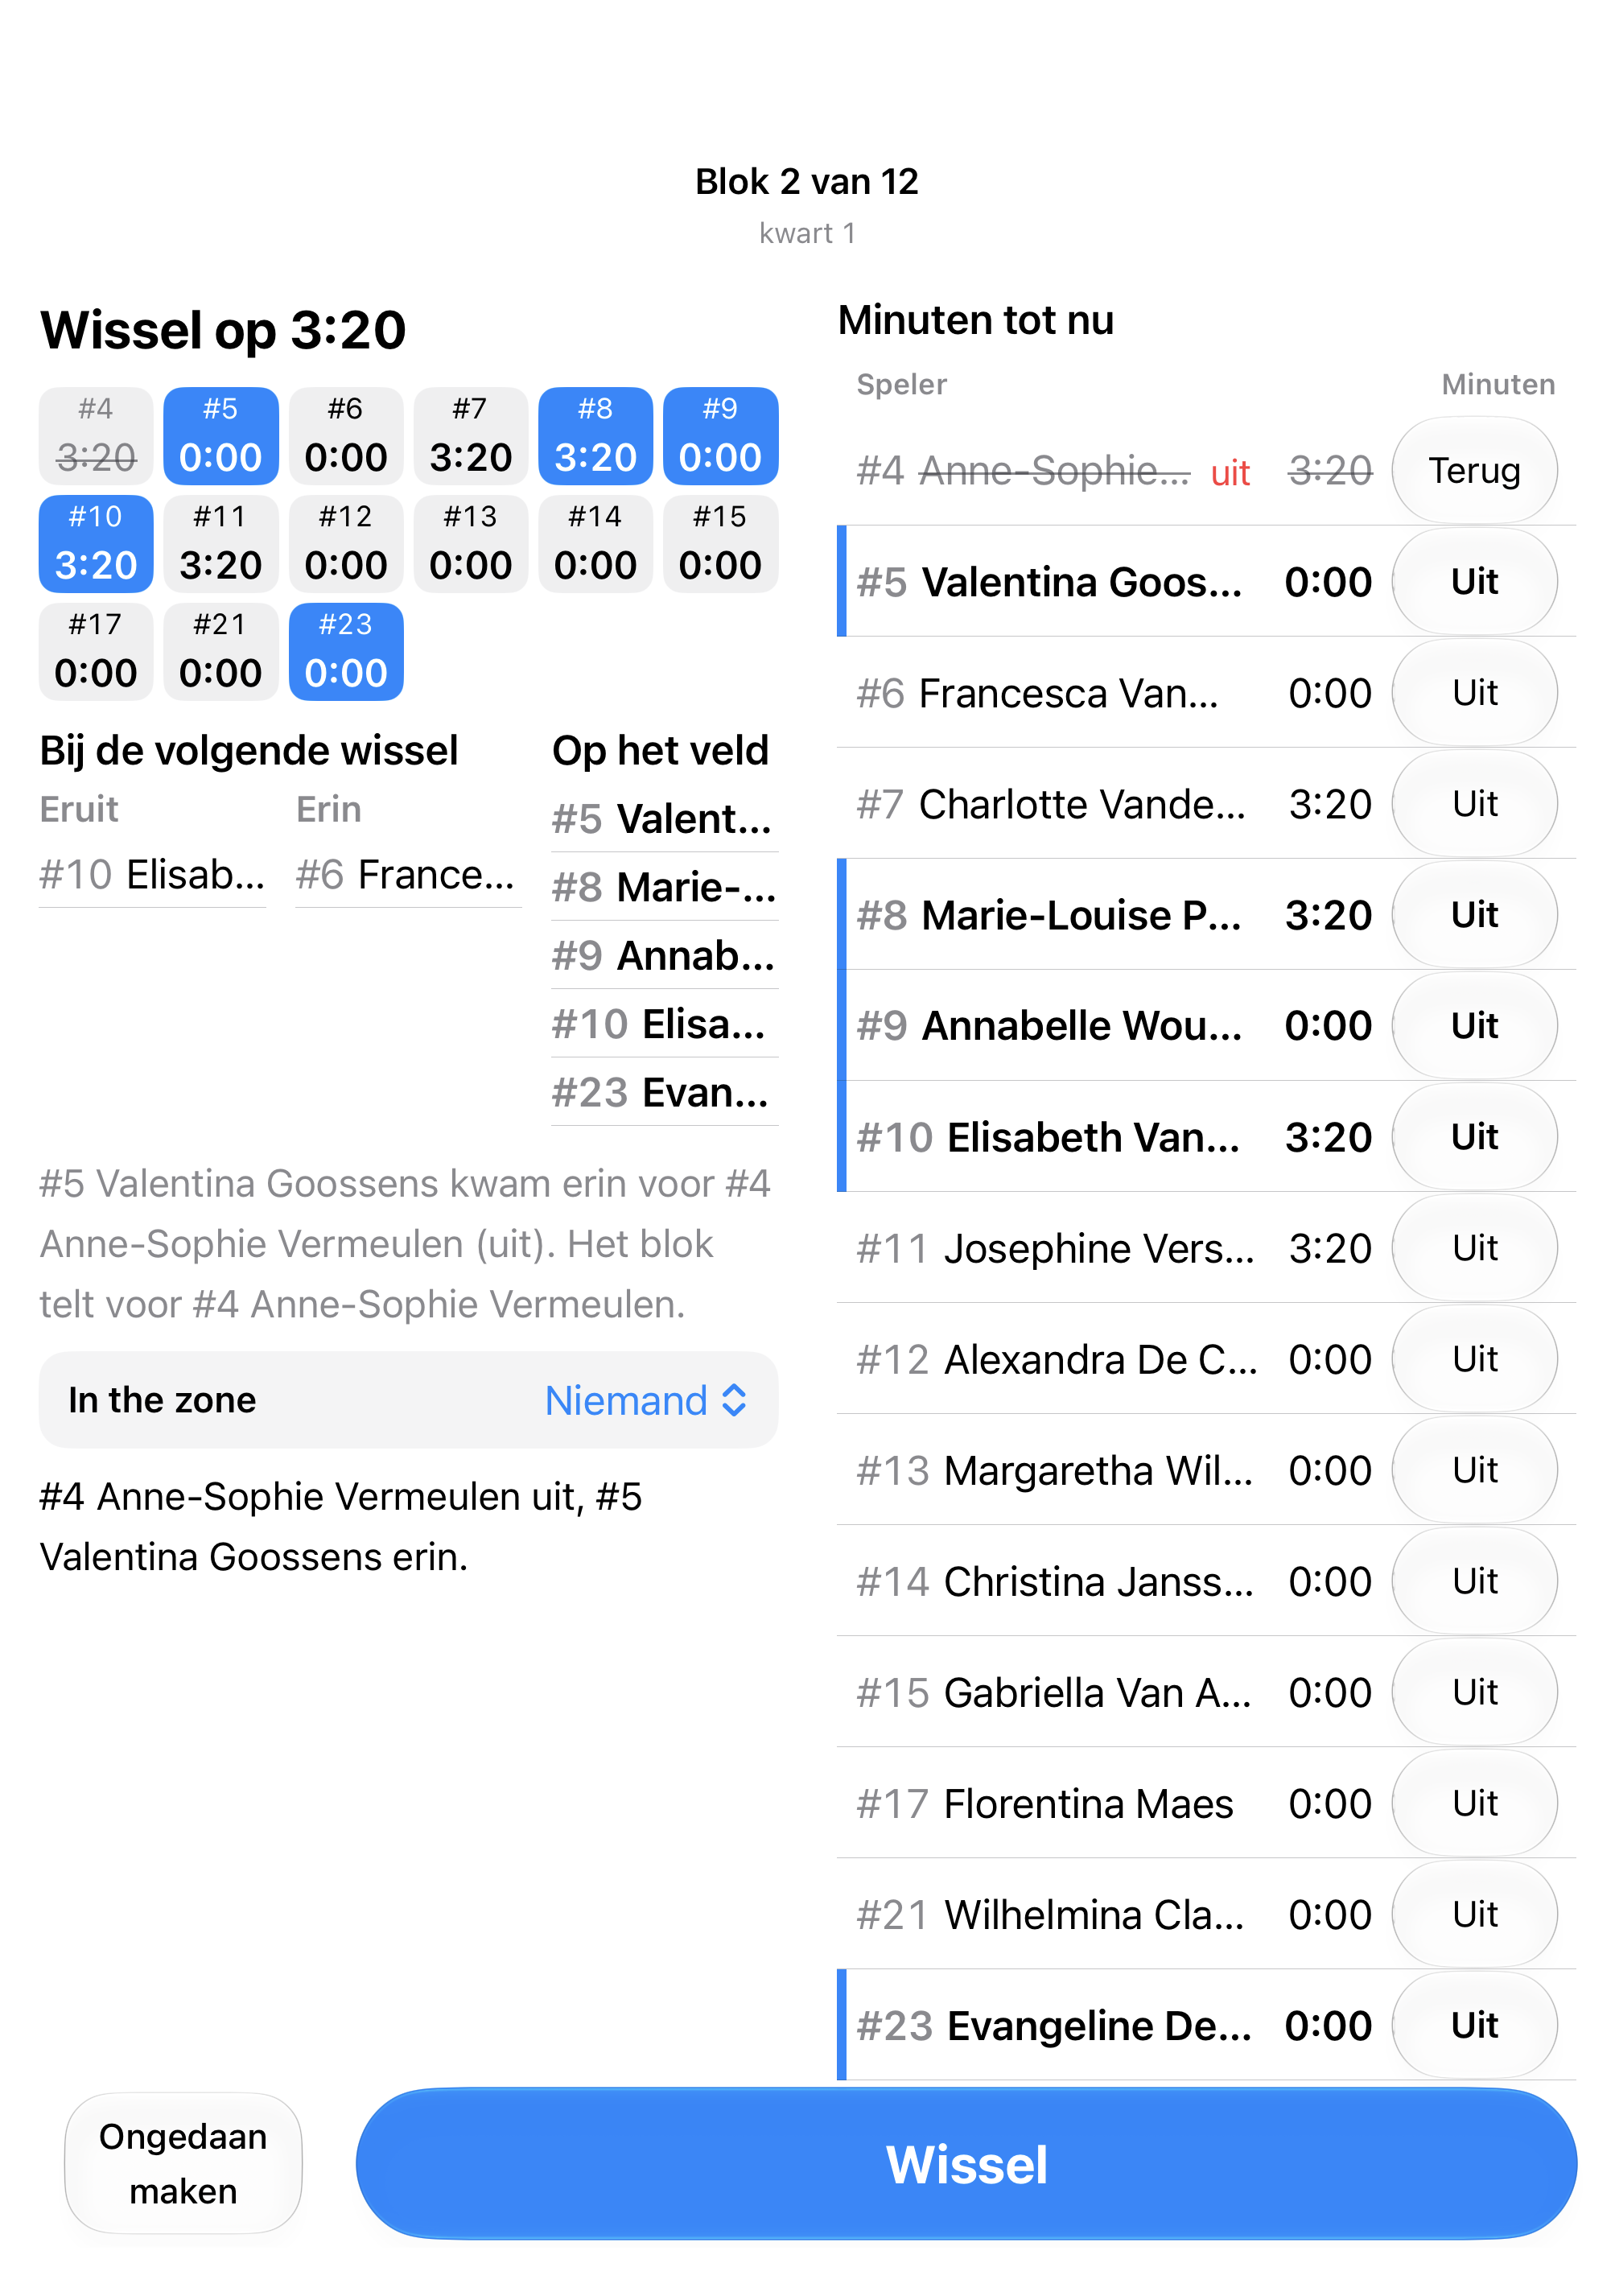 Blok 2 van 12
kwart 1
Wissel op 3:20
#4 #5 #6 #7 #8 #9
3:20 0:00 0:00 3:20 3:20 0:00
#10 #11 #12 #13 #14 #15
3:20 3:20 0:00 0:00 0:00 0:00
#17 #21 #23
0:00 0:00 0:00
Bij de volgende wissel
Eruit Erin
#10 Elisab... #6 France...
Op het veld
#5 Valent...
#8 Marie-...
#9 Annab...
#10 Elisa...
#23 Evan...
#5 Valentina Goossens kwam erin voor #4
Anne-Sophie Vermeulen (uit). Het blok
telt voor #4 Anne-Sophie Vermeulen.
In the zone Niemand
#4 Anne-Sophie Vermeulen uit, #5
Valentina Goossens erin.
Minuten tot nu
Speler Minuten
#4 Anne-Sophie... uit 3:20 Terug
#5 Valentina Goos... 0:00 Uit
#6 Francesca Van... 0:00 Uit
#7 Charlotte Vande... 3:20 Uit
#8 Marie-Louise P... 3:20 Uit
#9 Annabelle Wou... 0:00 Uit
#10 Elisabeth Van... 3:20 Uit
#11 Josephine Vers... 3:20 Uit
#12 Alexandra De C... 0:00 Uit
#13 Margaretha Wil... 0:00 Uit
#14 Christina Janss... 0:00 Uit
#15 Gabriella Van A... 0:00 Uit
#17 Florentina Maes 0:00 Uit
#21 Wilhelmina Cla... 0:00 Uit
#23 Evangeline De... 0:00 Uit
Ongedaan
maken
Wissel